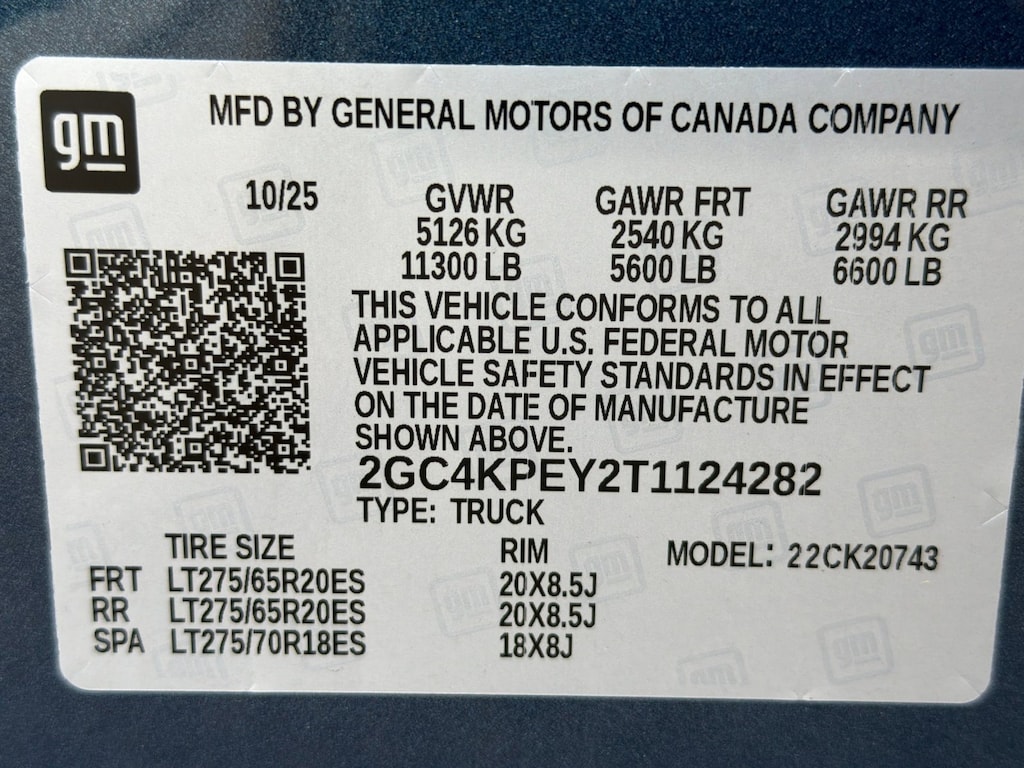 gm
MFD BY GENERAL MOTORS OF CANADA COMPANY
10/25 GVWR GAWR FRT GAWR RR
5126 KG 2540 KG 2994 KG
11300 LB 5600 LB 6600 LB
THIS VEHICLE CONFORMS TO ALL
APPLICABLE U.S. FEDERAL MOTOR
VEHICLE SAFETY STANDARDS IN EFFECT
ON THE DATE OF MANUFACTURE
SHOWN ABOVE.
2GC4KPEY2T1124282
TYPE: TRUCK
TIRE SIZE RIM MODEL: 22CK20743
FRT LT275/65R20ES 20X8.5J
RR LT275/65R20ES 20X8.5J
SPA LT275/70R18ES 18X8J